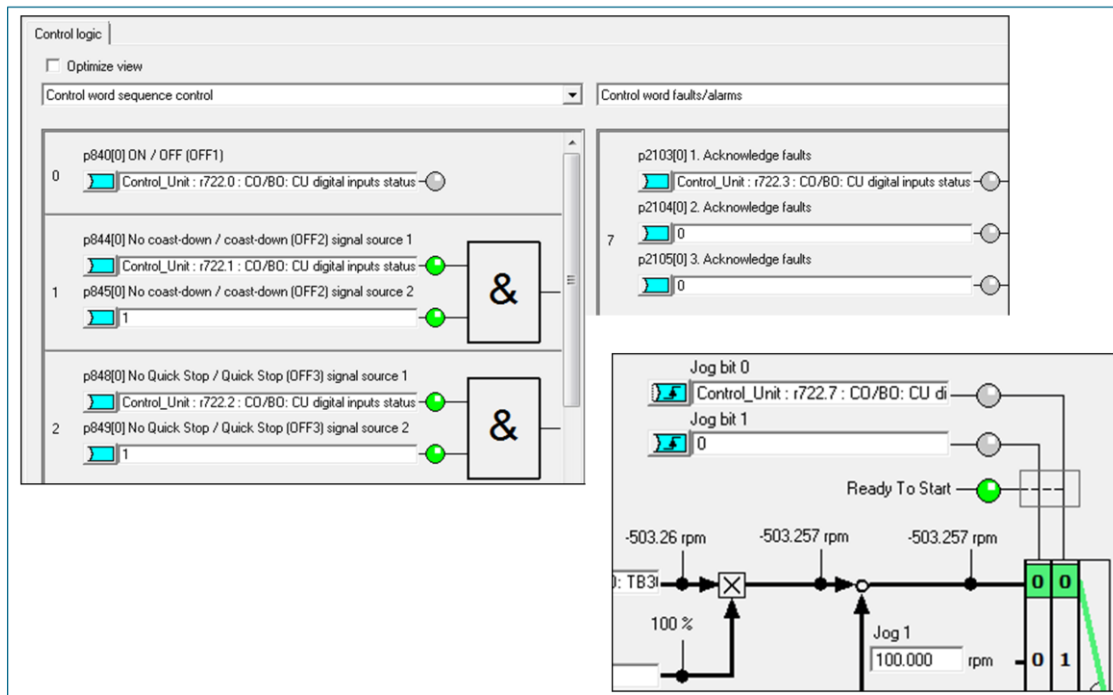 Control logic
Optimize view
Control word sequence control
Control word faults/alarms
p840[0] ON / OFF (OFF1)
0
Control_Unit : r722.0 : CO/BO: CU digital inputs status
p844[0] No coast-down / coast-down (OFF2) signal source 1
Control_Unit : r722.1 : CO/BO: CU digital inputs status
1
p845[0] No coast-down / coast-down (OFF2) signal source 2
1
&
p848[0] No Quick Stop / Quick Stop (OFF3) signal source 1
Control_Unit : r722.2 : CO/BO: CU digital inputs status
2
p849[0] No Quick Stop / Quick Stop (OFF3) signal source 2
1
&
p2103[0] 1. Acknowledge faults
Control_Unit : r722.3 : CO/BO: CU digital inputs status
p2104[0] 2. Acknowledge faults
7
0
p2105[0] 3. Acknowledge faults
0
Jog bit 0
Control_Unit : r722.7 : CO/BO: CU di
Jog bit 1
0
Ready To Start
-503.26 rpm
-503.257 rpm
-503.257 rpm
): TB3(
0 0
100 %
Jog 1
100.000 rpm
0 1